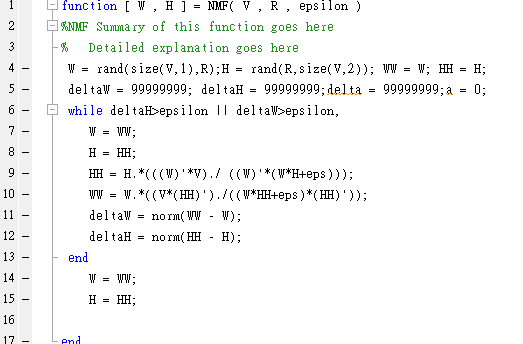 1 function [ W , H ] = NMF( V , R , epsilon )
2 %NMF Summary of this function goes here
3 % Detailed explanation goes here
4 W = rand(size(V,1),R);H = rand(R,size(V,2)); WW = W; HH = H;
5 deltaW = 99999999; deltaH = 99999999;delta = 99999999;a = 0;
6 while deltaH>epsilon || deltaW>epsilon,
7 W = WW;
8 H = HH;
9 HH = H.*(((W)'*V)./ ((W)'*(W*H+eps)));
10 WW = W.*((V*(HH)')./((W*HH+eps)*(HH)'));
11 deltaW = norm(WW - W);
12 deltaH = norm(HH - H);
13 end
14 W = WW;
15 H = HH;
16
17 end